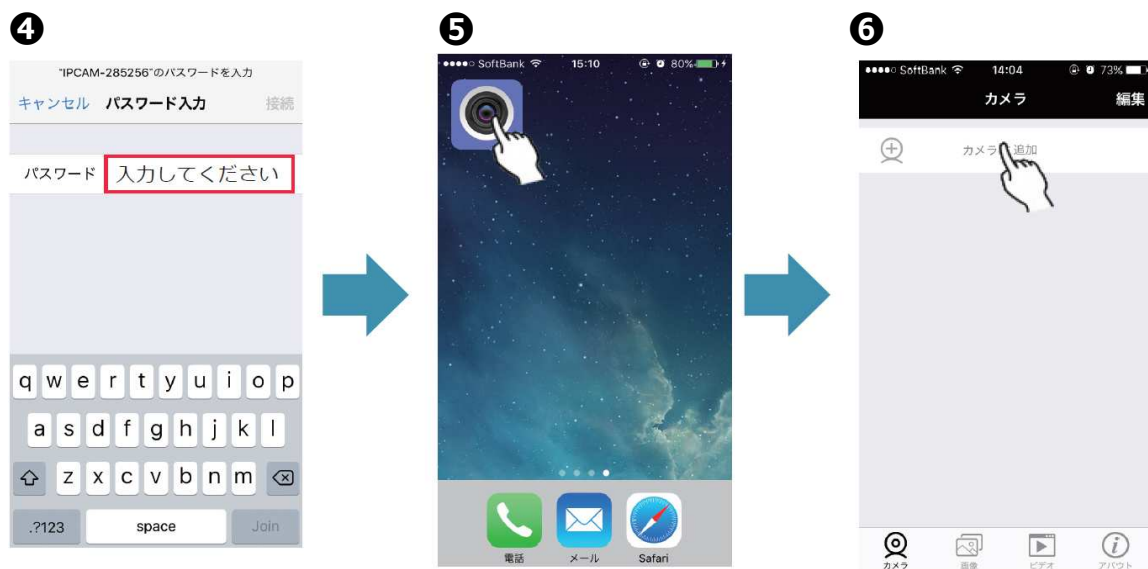 ❹
"IPCAM-285256"のパスワードを入力
キャンセル パスワード入力 接続
パスワード 入力してください
q w e r t y u i o p
a s d f g h j k l
z x c v b n m
.?123 space Join
❺
SoftBank 15:10 80%
電話 メール Safari
❻
SoftBank 14:04 73%
カメラ 編集
カメラ 追加
カメラ 画像 ビデオ アバウト